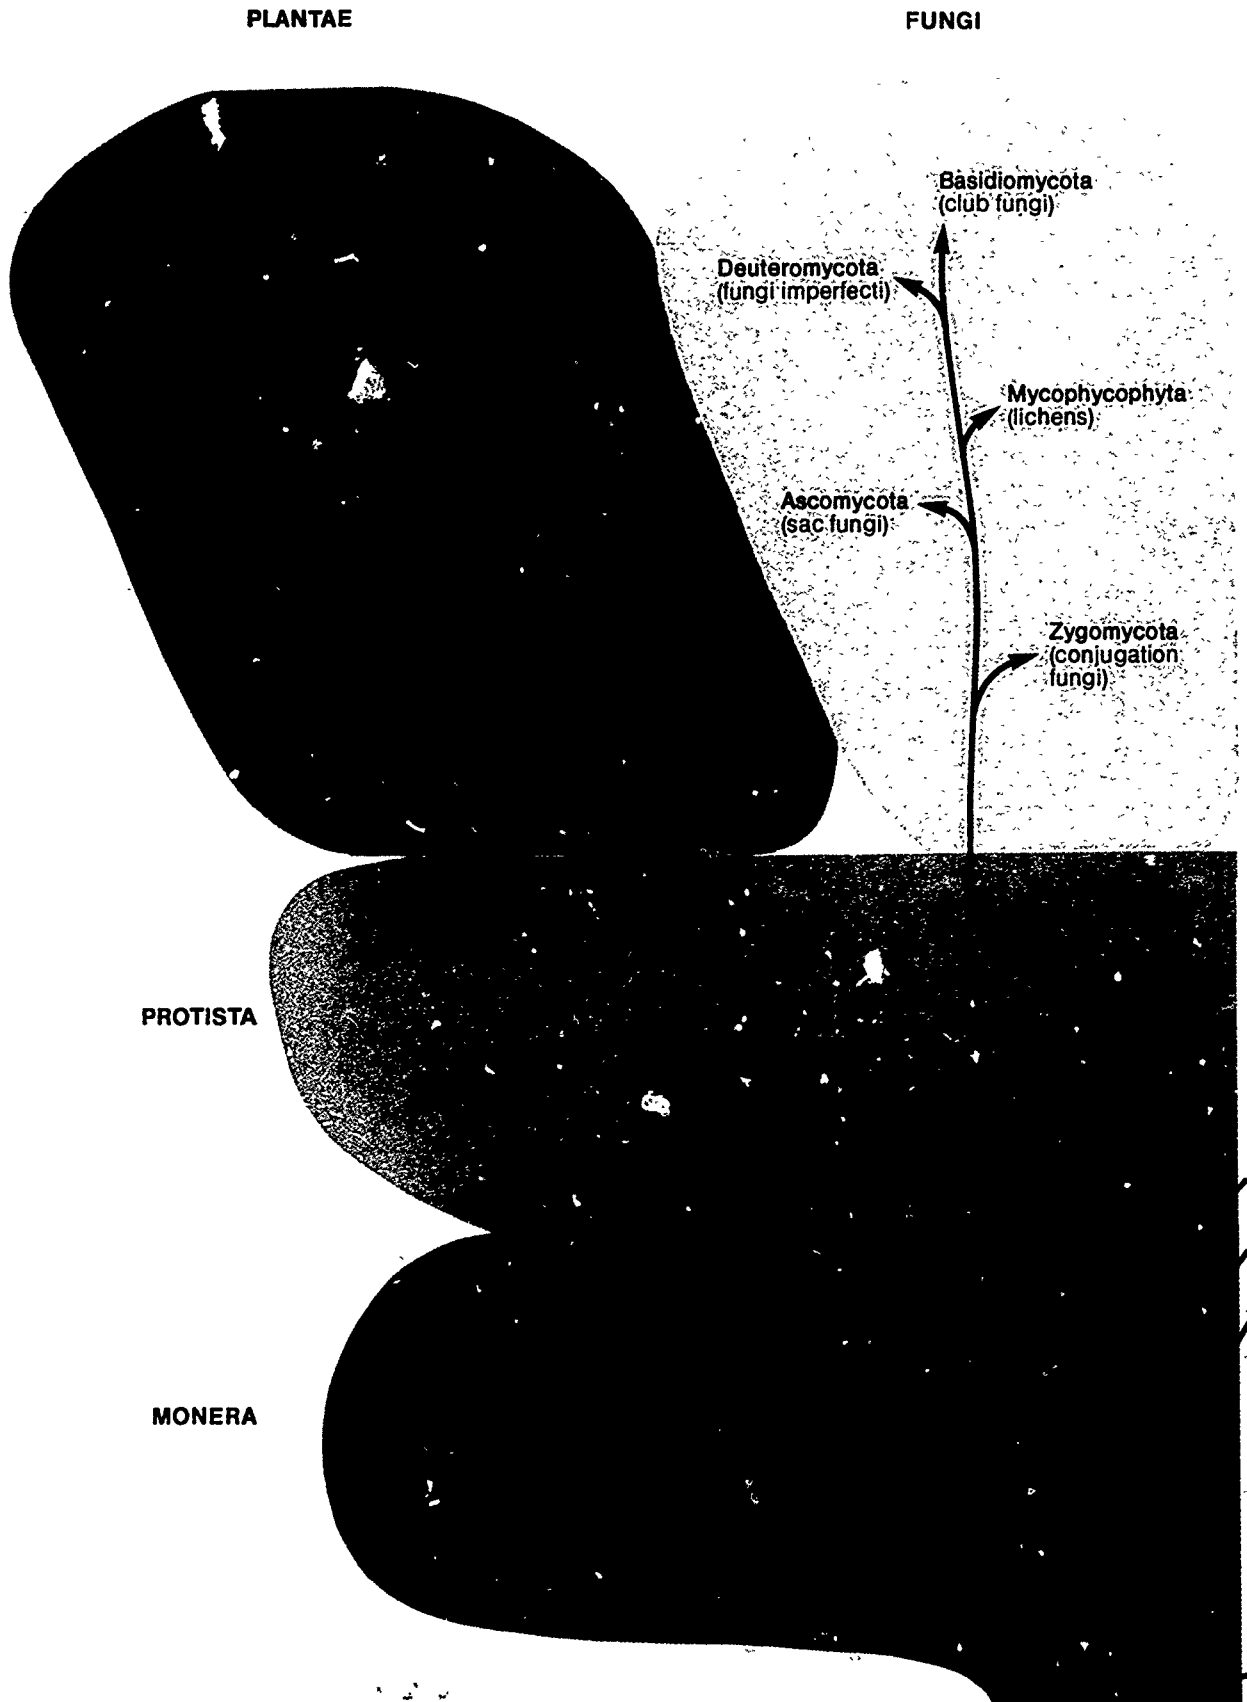 PLANTAE
FUNGI
Basidiomycota
(club fungi)
Deuteromycota
(fungi imperfecti)
Mycophycophyta
(lichens)
Ascomycota
(sac fungi)
Zygomycota
(conjugation
fungi)
PROTISTA
MONERA